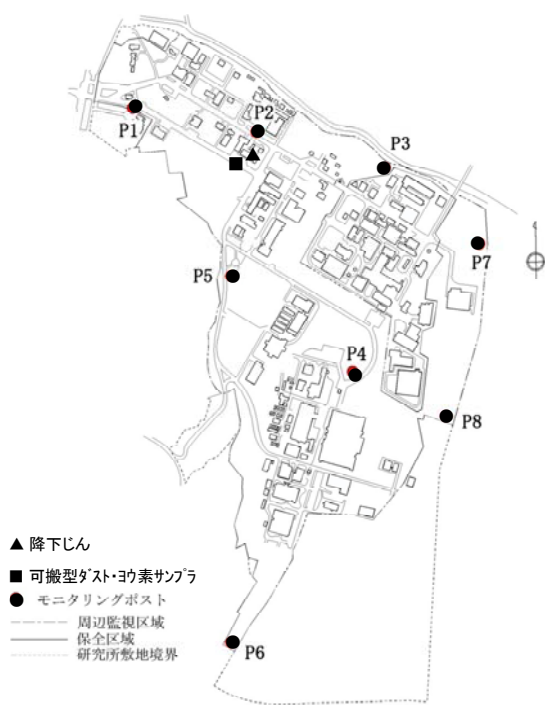 P1
P2
P3
P7
P5
P4
P8
P6
▲ 降下じん
■ 可搬型ダスト・ヨウ素サンプラ
● モニタリングポスト
周辺監視区域
保全区域
研究所敷地境界